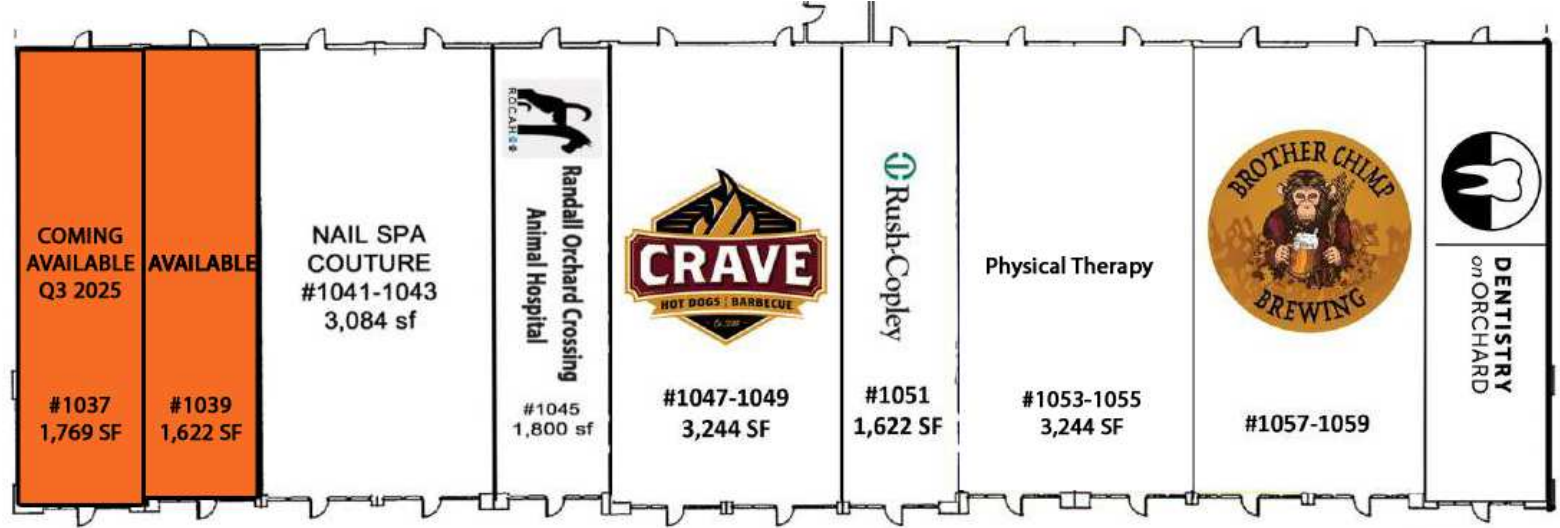 COMING
AVAILABLE
Q3 2025
#1037
1,769 SF
AVAILABLE
#1039
1,622 SF
NAIL SPA
COUTURE
#1041-1043
3,084 sf
R.O.C.A.H
Randall Orchard Crossing
Animal Hospital
#1045
1,800 sf
CRAVE
HOT DOGS | BARBECUE
#1047-1049
3,244 SF
Rush-Copley
#1051
1,622 SF
Physical Therapy
#1053-1055
3,244 SF
BROTHER CHIMP
BREWING
#1057-1059
DENTISTRY
on ORCHARD